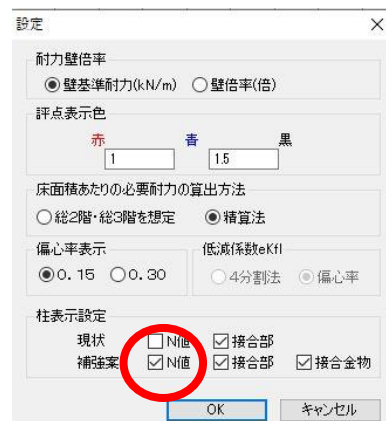 設定
耐力壁倍率
壁基準耐力(kN/m) 壁倍率(倍)
評点表示色
赤 青 黒
1 1.5
床面積あたりの必要耐力の算出方法
総2階・総3階を想定 精算法
偏心率表示 低減係数eKfl
0.15 0.30 4分割法 偏心率
柱表示設定
現状 N値 接合部
補強案 N値 接合部 接合金物
OK キャンセル